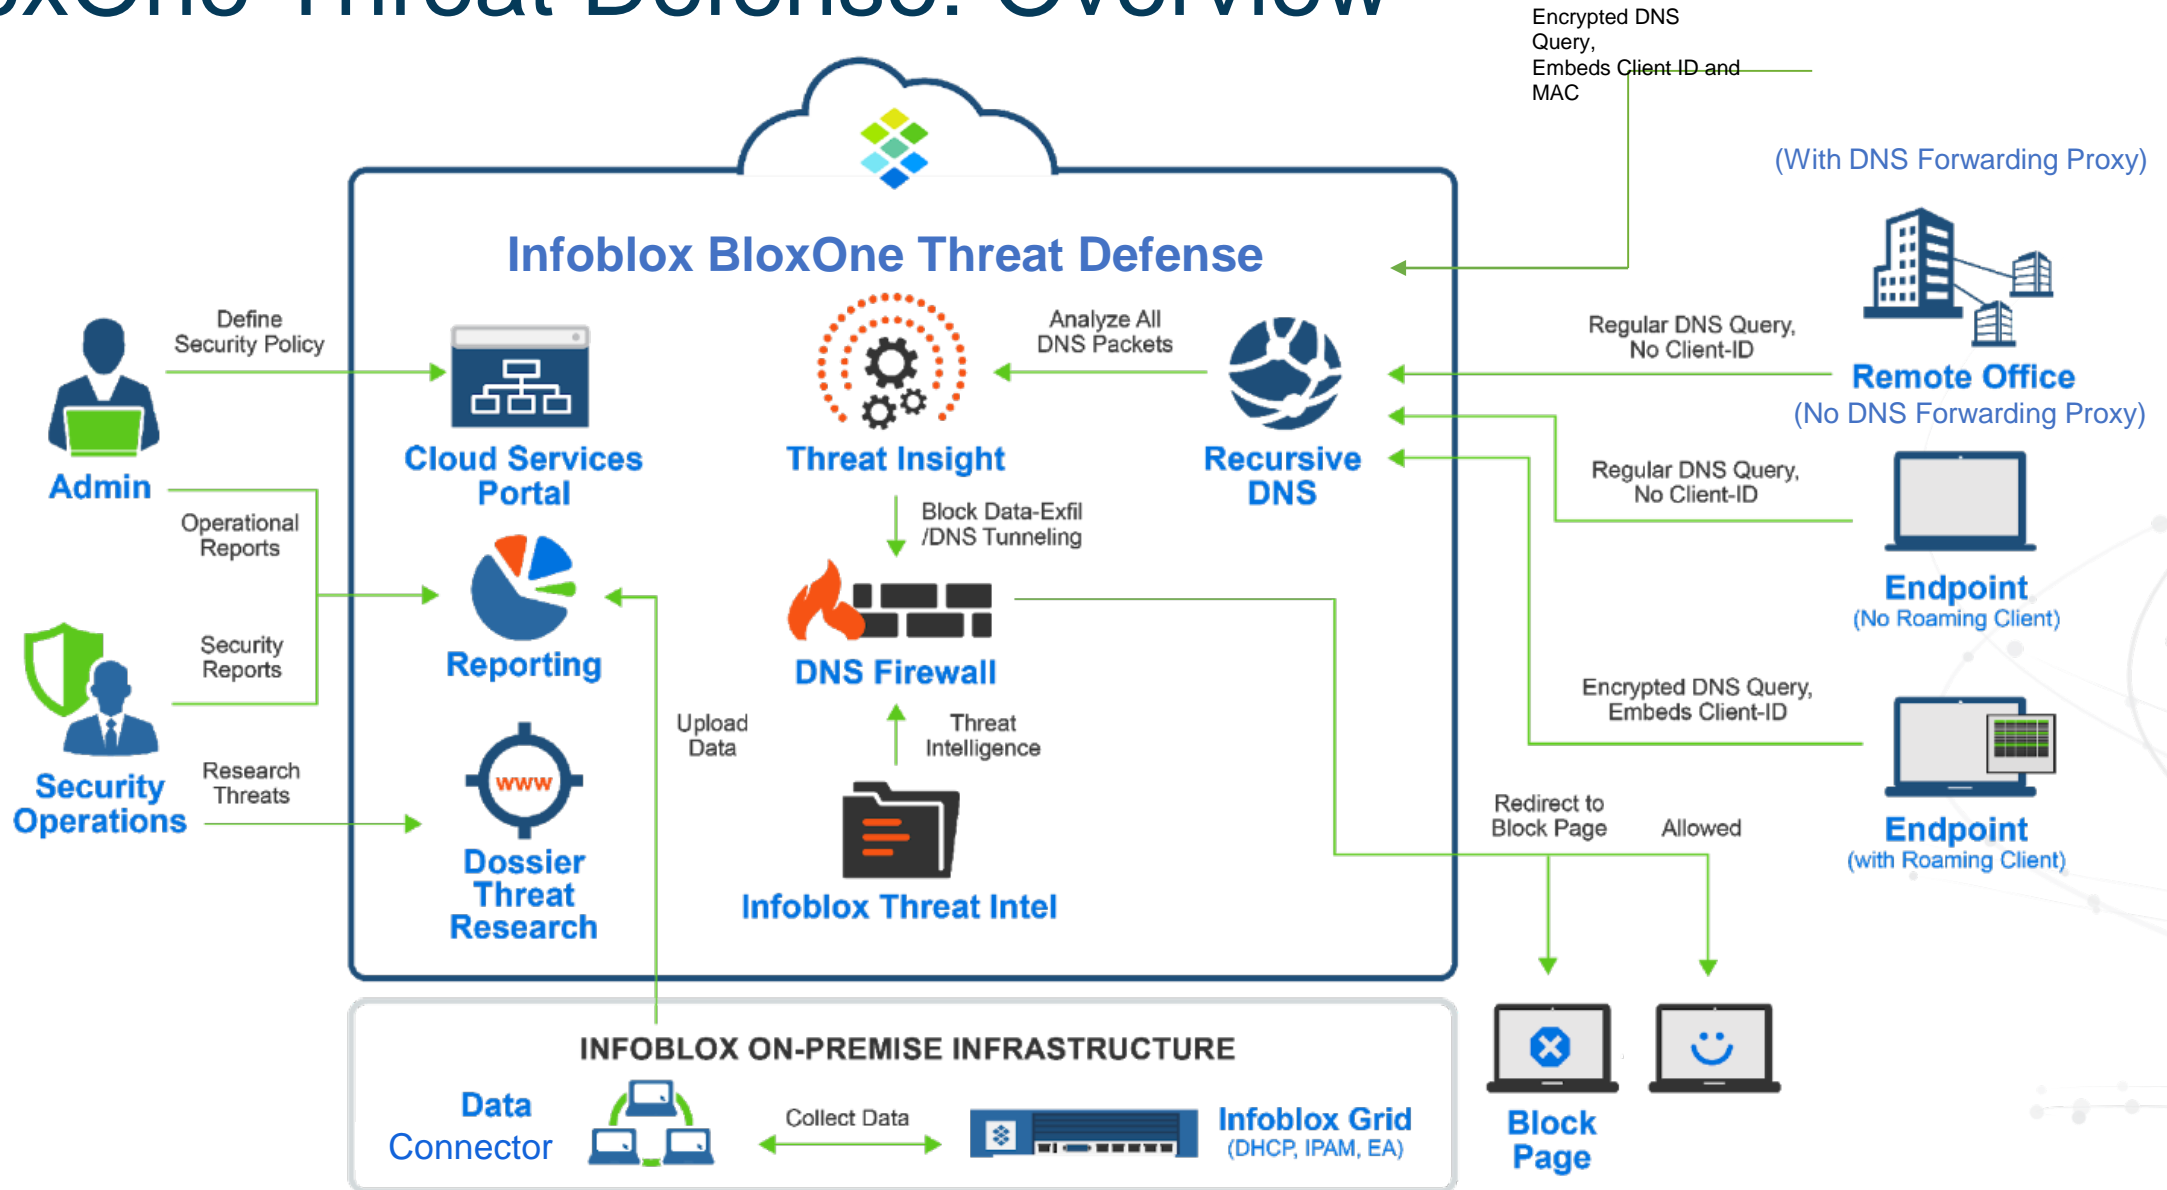 oxOne Threat Defense: Overview
Encrypted DNS
Query,
Embeds Client ID and
MAC
(With DNS Forwarding Proxy)
Infoblox BloxOne Threat Defense
Define
Security Policy
Analyze All
DNS Packets
Regular DNS Query,
No Client-ID
Remote Office
(No DNS Forwarding Proxy)
Admin
Cloud Services
Portal
Threat Insight
Recursive
DNS
Regular DNS Query,
No Client-ID
Operational
Reports
Block Data-Exfil
/DNS Tunneling
Endpoint
(No Roaming Client)
Security
Reports
Reporting
DNS Firewall
Encrypted DNS Query,
Embeds Client-ID
Upload
Data
Threat
Intelligence
Security
Operations
Research
Threats
www
Dossier
Threat
Research
Infoblox Threat Intel
Redirect to
Block Page
Allowed
Endpoint
(with Roaming Client)
INFOBLOX ON-PREMISE INFRASTRUCTURE
Data
Connector
Collect Data
Infoblox Grid
(DHCP, IPAM, EA)
Block
Page